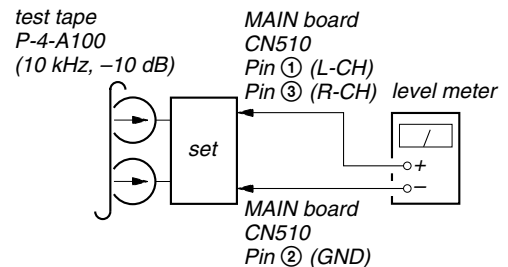 test tape
P-4-A100
(10 kHz, –10 dB)
MAIN board
CN510
Pin ① (L-CH)
Pin ③ (R-CH)
level meter
set
+
–
MAIN board
CN510
Pin ② (GND)